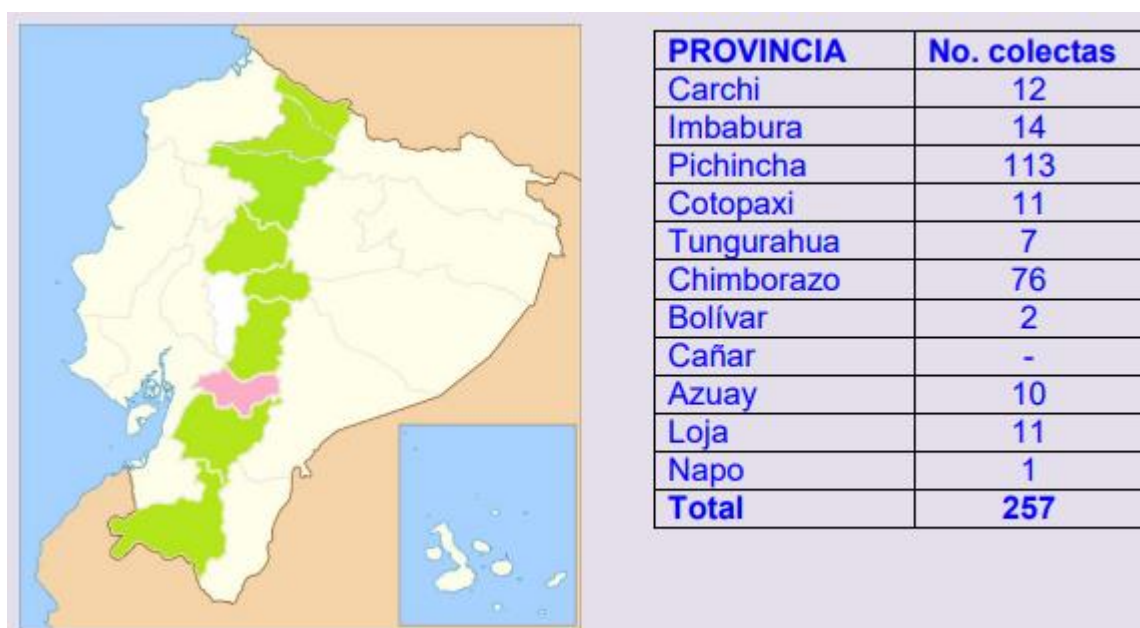 PROVINCIA No. colectas
Carchi 12
Imbabura 14
Pichincha 113
Cotopaxi 11
Tungurahua 7
Chimborazo 76
Bolívar 2
Cañar -
Azuay 10
Loja 11
Napo 1
Total 257